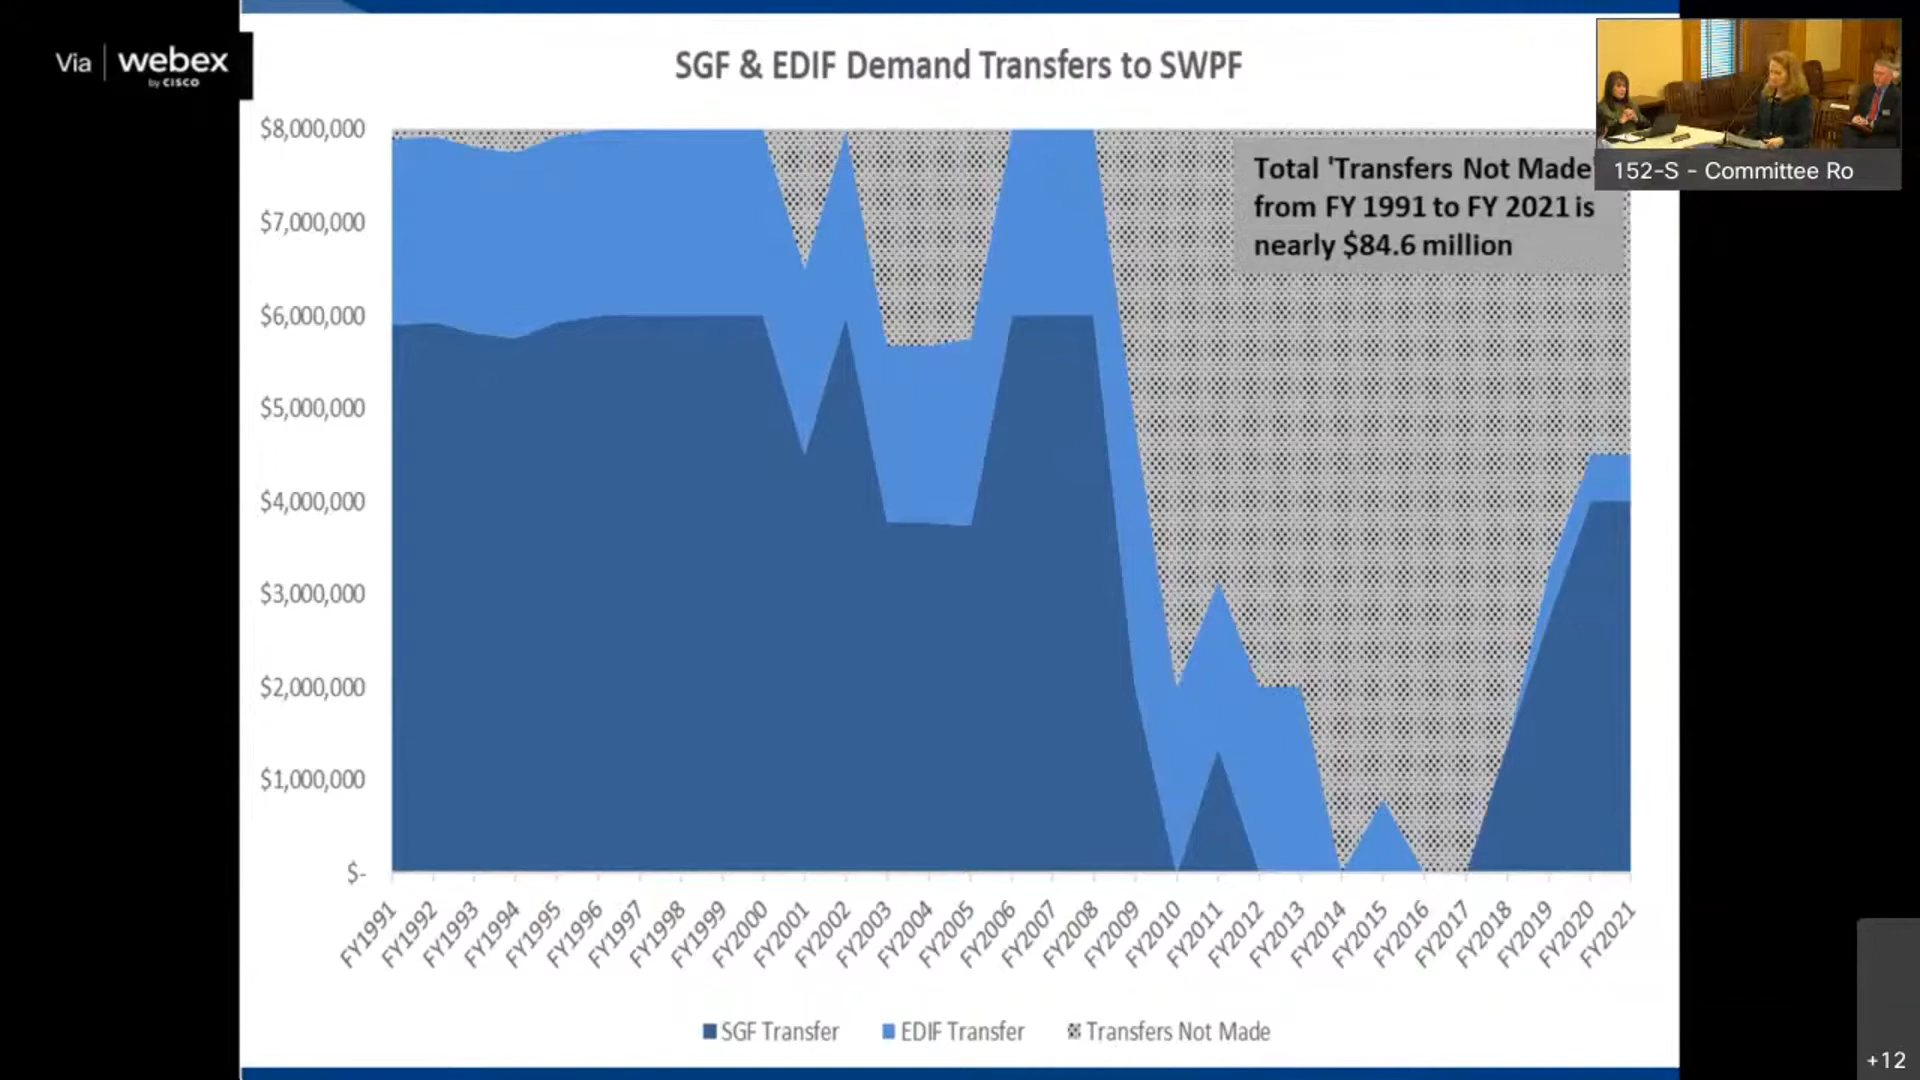 Via webex
by CISCO
SGF & EDIF Demand Transfers to SWPF
152-S - Committee Ro
Total 'Transfers Not Made'
from FY 1991 to FY 2021 is
nearly $84.6 million
$8,000,000
$7,000,000
$6,000,000
$5,000,000
$4,000,000
$3,000,000
$2,000,000
$1,000,000
$-
FY1991
FY1992
FY1993
FY1994
FY1995
FY1996
FY1997
FY1998
FY1999
FY2000
FY2001
FY2002
FY2003
FY2004
FY2005
FY2006
FY2007
FY2008
FY2009
FY2010
FY2011
FY2012
FY2013
FY2014
FY2015
FY2016
FY2017
FY2018
FY2019
FY2020
FY2021
SGF Transfer EDIF Transfer Transfers Not Made
+12